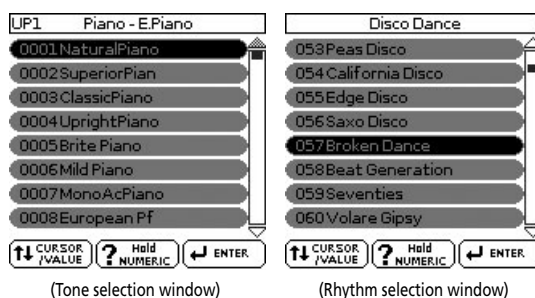 UP1 Piano - E.Piano
0001 NaturalPiano
0002 SuperiorPian
0003 ClassicPiano
0004 UprightPiano
0005 Brite Piano
0006 Mild Piano
0007 MonoAcPiano
0008 European Pf
CURSOR /VALUE ? Hold NUMERIC ENTER
(Tone selection window)
Disco Dance
053 Peas Disco
054 California Disco
055 Edge Disco
056 Saxo Disco
057 Broken Dance
058 Beat Generation
059 Seventies
060 Volare Gipsy
CURSOR /VALUE ? Hold NUMERIC ENTER
(Rhythm selection window)